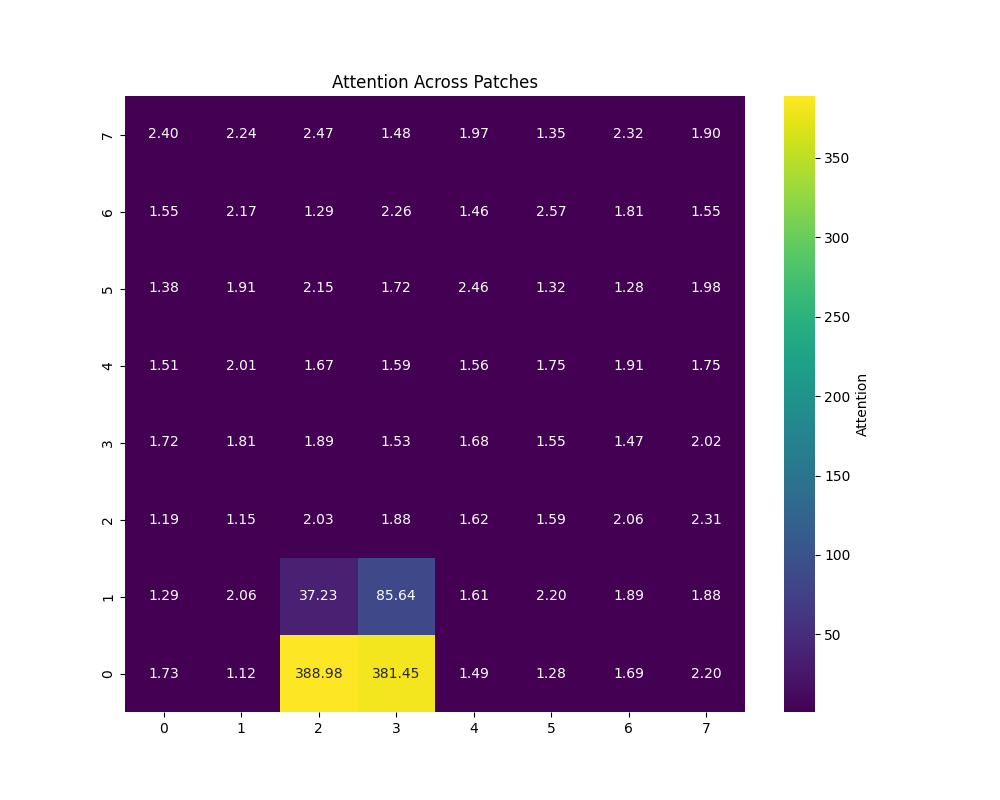 Attention Across Patches
7 2.40 2.24 2.47 1.48 1.97 1.35 2.32 1.90
6 1.55 2.17 1.29 2.26 1.46 2.57 1.81 1.55
5 1.38 1.91 2.15 1.72 2.46 1.32 1.28 1.98
4 1.51 2.01 1.67 1.59 1.56 1.75 1.91 1.75
3 1.72 1.81 1.89 1.53 1.68 1.55 1.47 2.02
2 1.19 1.15 2.03 1.88 1.62 1.59 2.06 2.31
1 1.29 2.06 37.23 85.64 1.61 2.20 1.89 1.88
0 1.73 1.12 388.98 381.45 1.49 1.28 1.69 2.20
0 1 2 3 4 5 6 7
350
300
250
200
150
100
50
Attention